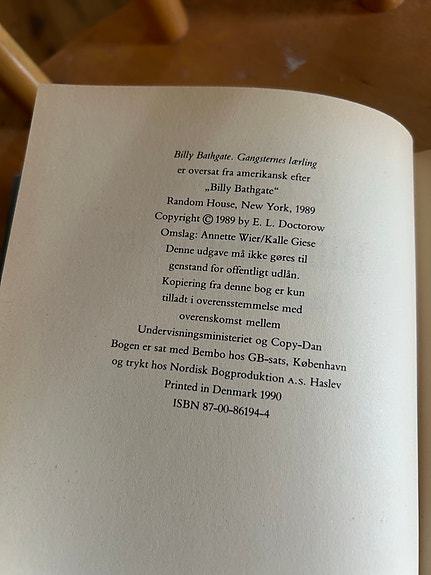 Billy Bathgate. Gangsternes lærling
er oversat fra amerikansk efter
„Billy Bathgate“
Random House, New York, 1989
Copyright © 1989 by E. L. Doctorow
Omslag: Annette Wier/Kalle Giese
Denne udgave må ikke gøres til
genstand for offentligt udlån.
Kopiering fra denne bog er kun
tilladt i overensstemmelse med
overenskomst mellem
Undervisningsministeriet og Copy-Dan
Bogen er sat med Bembo hos GB-sats, København
og trykt hos Nordisk Bogproduktion A.S. Haslev
Printed in Denmark 1990
ISBN 87-00-86194-4